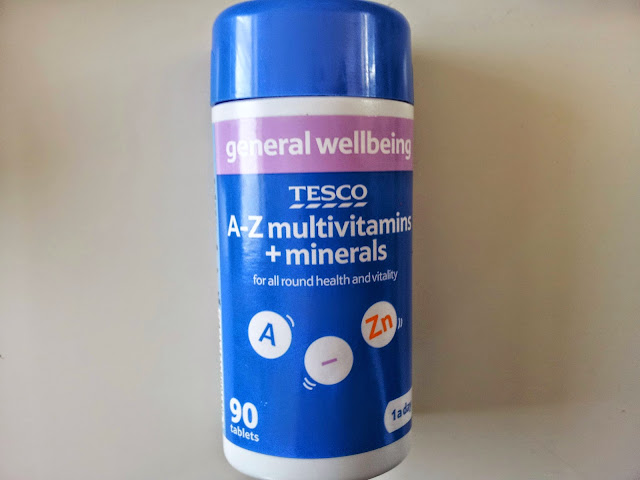 general wellbeing
TESCO
A-Z multivitamins
+ minerals
for all round health and vitality
A
–
Zn
90
tablets
1 a day